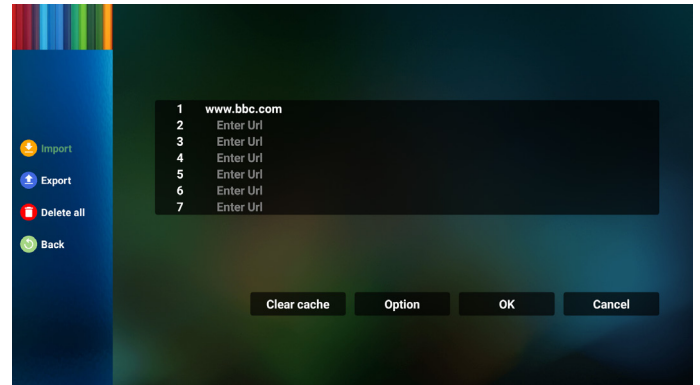 Import
Export
Delete all
Back
1 www.bbc.com
2 Enter Url
3 Enter Url
4 Enter Url
5 Enter Url
6 Enter Url
7 Enter Url
Clear cache Option OK Cancel